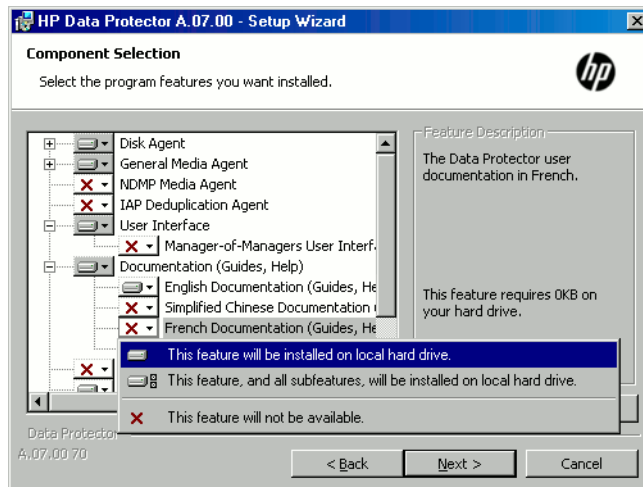 HP Data Protector A.07.00 - Setup Wizard
Component Selection
Select the program features you want installed.
hp
Disk Agent
General Media Agent
NDMP Media Agent
IAP Deduplication Agent
User Interface
Manager-of-Managers User Interf
Documentation (Guides, Help)
English Documentation (Guides, He
Simplified Chinese Documentation
French Documentation (Guides, He
Feature Description
The Data Protector user
documentation in French.
This feature requires 0KB on
your hard drive.
This feature will be installed on local hard drive.
This feature, and all subfeatures, will be installed on local hard drive.
This feature will not be available.
Data Protector
A.07.00 70
< Back
Next >
Cancel